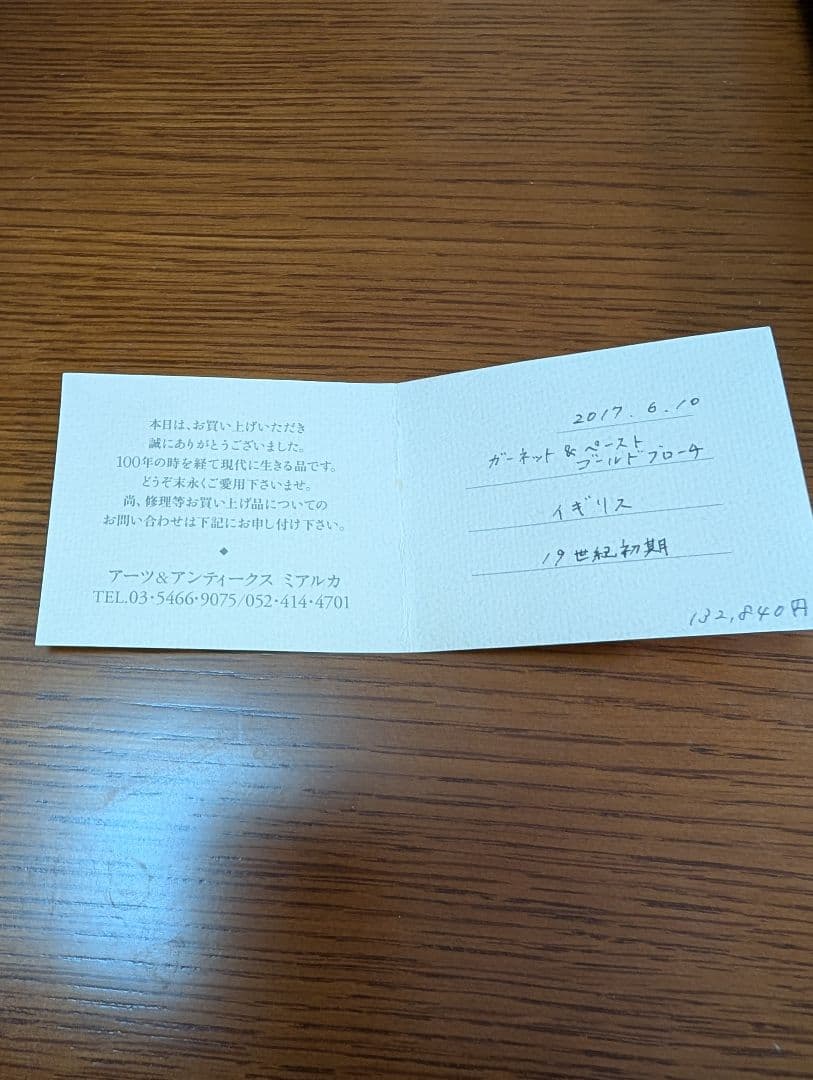 本日は、お買い上げいただき
誠にありがとうございました。
100年の時を経て現代に生きる品です。
どうぞ末永くご愛用下さいませ。
尚、修理等お買い上げ品についての
お問い合わせは下記にお申し付け下さい。
◆
アーツ&アンティークス ミアルカ
TEL.03・5466・9075/052・414・4701
2017.6.10
ガーネット & ペースト
ゴールドブローチ
イギリス
19世紀初期
132,840円